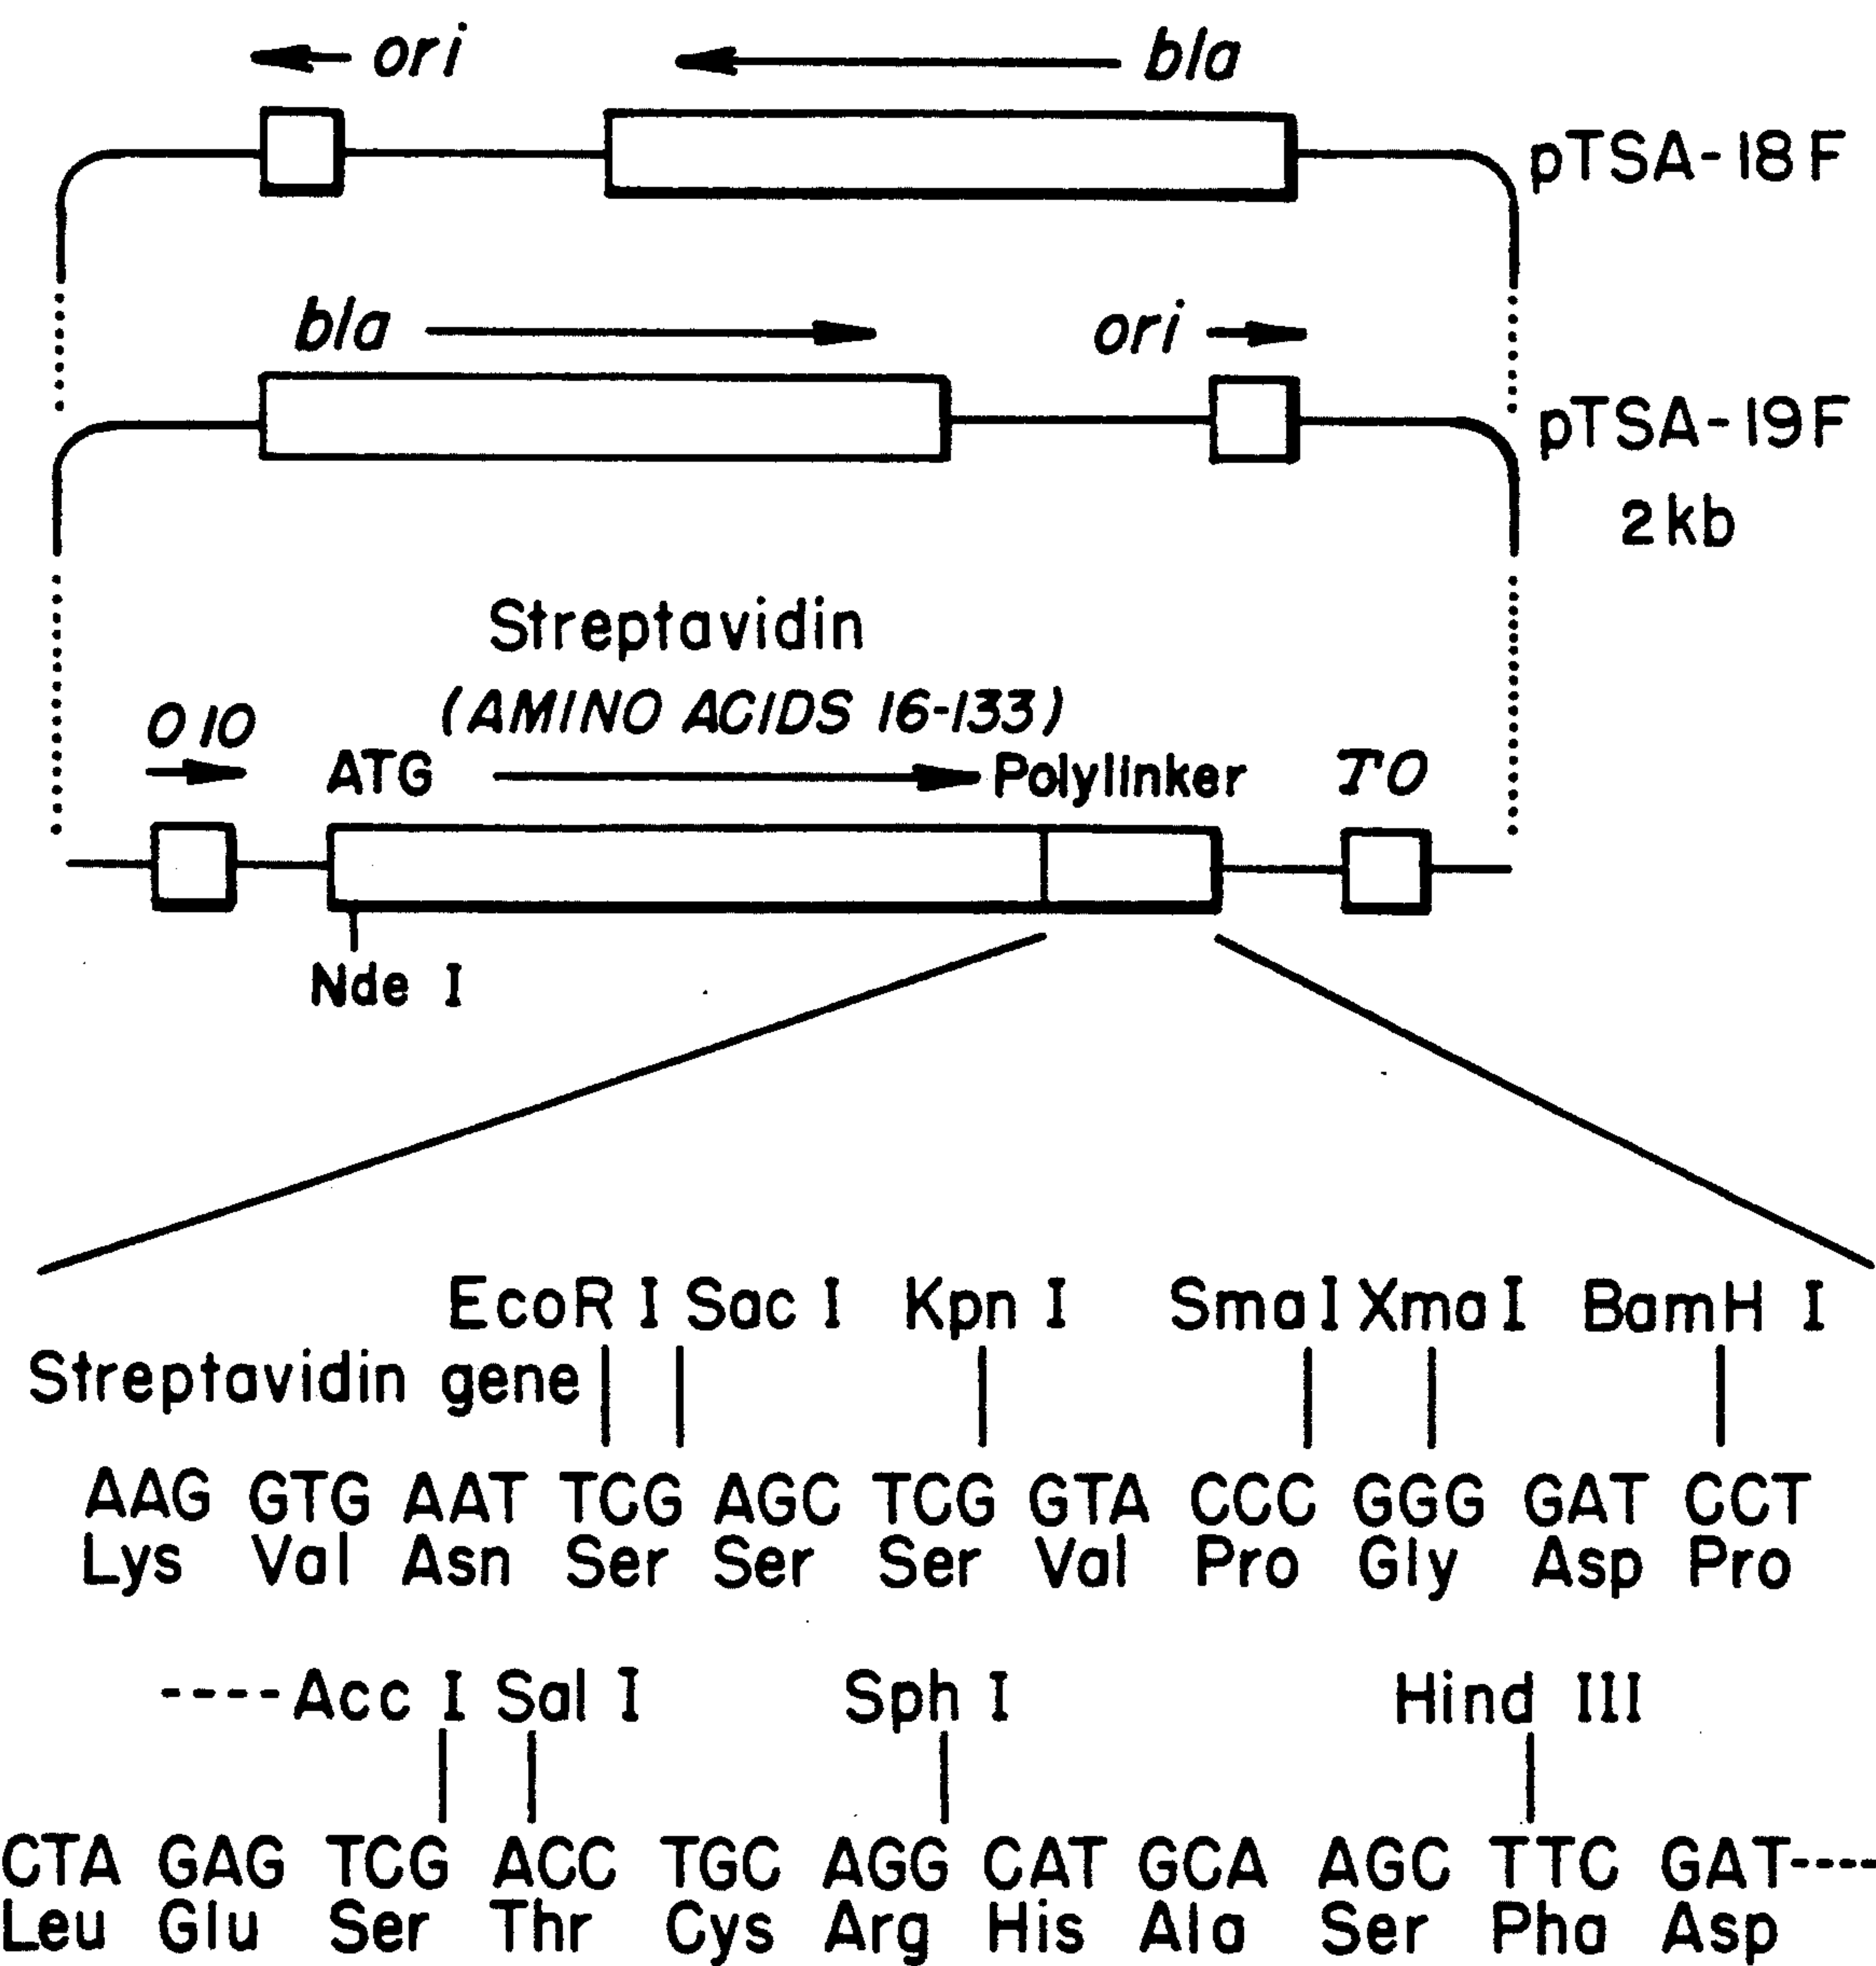 ori bla
pTSA-18F
bla ori
pTSA-19F
2kb
Streptavidin
(AMINO ACIDS 16-133)
O10 ATG Polylinker TO
Nde I
EcoR I Sac I Kpn I Sma I Xma I BamH I
Streptavidin gene
AAG GTG AAT TCG AGC TCG GTA CCC GGG GAT CCT
Lys Val Asn Ser Ser Ser Val Pro Gly Asp Pro
----Acc I Sal I Sph I Hind III
CTA GAG TCG ACC TGC AGG CAT GCA AGC TTC GAT----
Leu Glu Ser Thr Cys Arg His Ala Ser Pha Asp